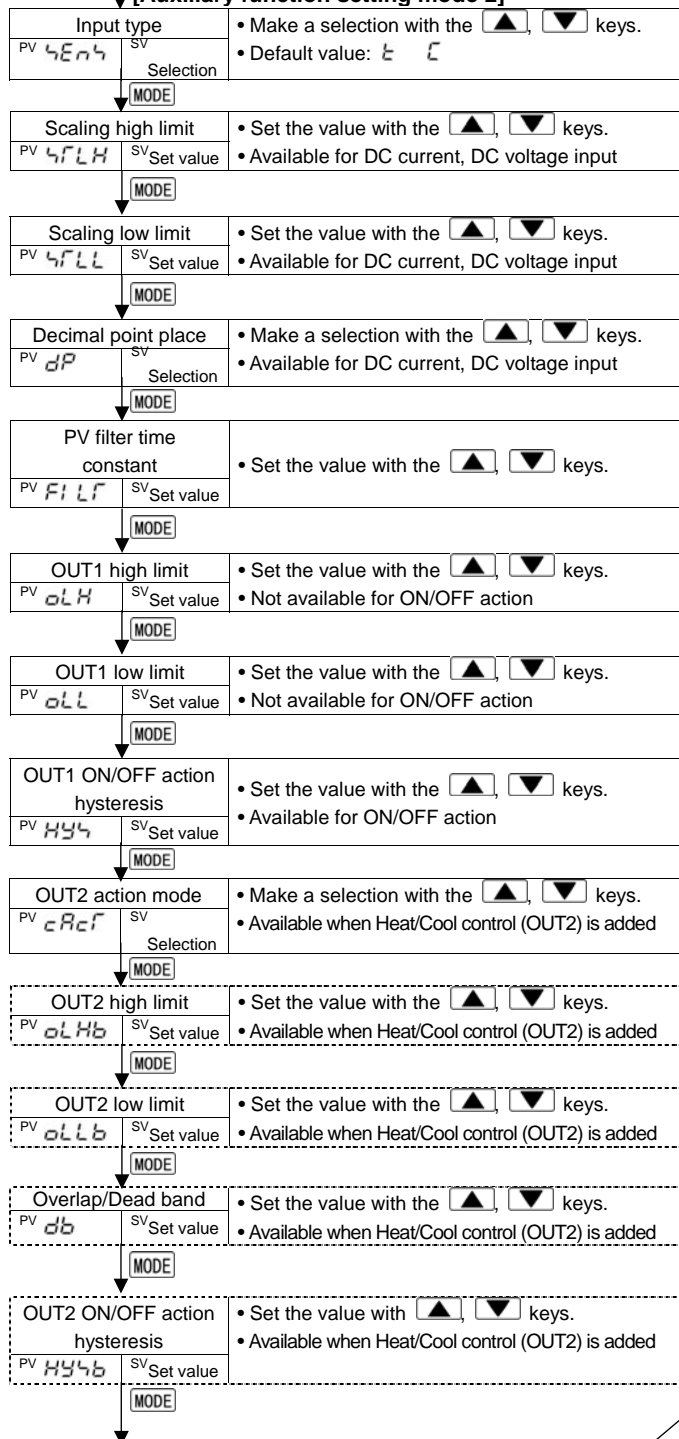 [Auxiliary function setting mode 2]
Input type
• Make a selection with the ▲, ▼ keys.
PV SEnS SV Selection
• Default value: E C
MODE
Scaling high limit
• Set the value with the ▲, ▼ keys.
PV SrLH SV Set value
• Available for DC current, DC voltage input
MODE
Scaling low limit
• Set the value with the ▲, ▼ keys.
PV SrLL SV Set value
• Available for DC current, DC voltage input
MODE
Decimal point place
• Make a selection with the ▲, ▼ keys.
PV dP SV Selection
• Available for DC current, DC voltage input
MODE
PV filter time
constant
• Set the value with the ▲, ▼ keys.
PV FILT SV Set value
MODE
OUT1 high limit
• Set the value with the ▲, ▼ keys.
PV oLH SV Set value
• Not available for ON/OFF action
MODE
OUT1 low limit
• Set the value with the ▲, ▼ keys.
PV oLL SV Set value
• Not available for ON/OFF action
MODE
OUT1 ON/OFF action
hysteresis
• Set the value with the ▲, ▼ keys.
• Available for ON/OFF action
PV HYS SV Set value
MODE
OUT2 action mode
• Make a selection with the ▲, ▼ keys.
PV cAcT SV Selection
• Available when Heat/Cool control (OUT2) is added
MODE
OUT2 high limit
• Set the value with the ▲, ▼ keys.
PV oLHb SV Set value
• Available when Heat/Cool control (OUT2) is added
MODE
OUT2 low limit
• Set the value with the ▲, ▼ keys.
PV oLLb SV Set value
• Available when Heat/Cool control (OUT2) is added
MODE
Overlap/Dead band
• Set the value with the ▲, ▼ keys.
PV db SV Set value
• Available when Heat/Cool control (OUT2) is added
MODE
OUT2 ON/OFF action
hysteresis
• Set the value with ▲, ▼ keys.
• Available when Heat/Cool control (OUT2) is added
PV HYSb SV Set value
MODE